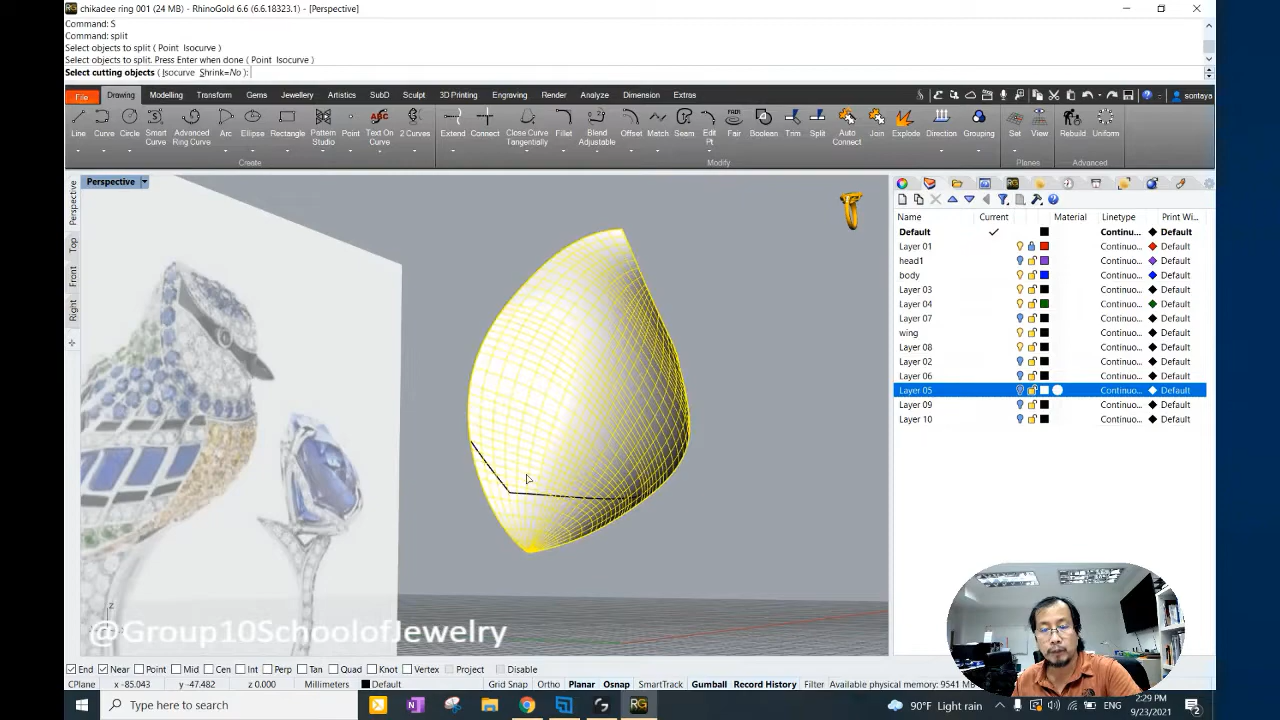 chikadee ring 001 (24 MB) - RhinoGold 6.6 (6.6.18323.1) - [Perspective]
Command: S
Command: split
Select objects to split ( Point Isocurve )
Select objects to split. Press Enter when done ( Point Isocurve )
Select cutting objects ( Isocurve Shrink=No ):
File Drawing Modelling Transform Gems Jewellery Artists SubD Sculpt 3D Printing Engraving Render Analyze Dimension Extras
sontaya
Line Curve Circle Smart Curve Advanced Ring Curve Arc Ellipse Rectangle Pattern Studio Point Text On Curve 2 Curves Extend Connect Close Curve Tangentially Fillet Blend Adjustable Offset Match Seam Edit Pt Fair Boolean Trim Split Auto Connect Join Explode Direction Grouping Set View Rebuild Uniform
Create Modify Planes Advanced
Perspective
Perspective
Top
Front
Right
Name Current Material Linetype Print Wi...
Default Continu... Default
Layer 01 Continuo... Default
head1 Continuo... Default
body Continuo... Default
Layer 03 Continuo... Default
Layer 04 Continuo... Default
Layer 07 Continuo... Default
wing Continuo... Default
Layer 08 Continuo... Default
Layer 02 Continuo... Default
Layer 06 Continuo... Default
Layer 05 Continuo... Default
Layer 09 Continuo... Default
Layer 10 Continuo... Default
z
@Group10SchoolofJewelry
End Near Point Mid Cen Int Perp Tan Quad Knot Vertex Project Disable
CPlane x -85.043 y -47.482 z 0.000 Millimeters Default Grid Snap Ortho Planar Osnap SmartTrack Gumball Record History Filter Available physical memory: 9541 MB
Type here to search
90°F Light rain ENG 2:29 PM
9/23/2021
2